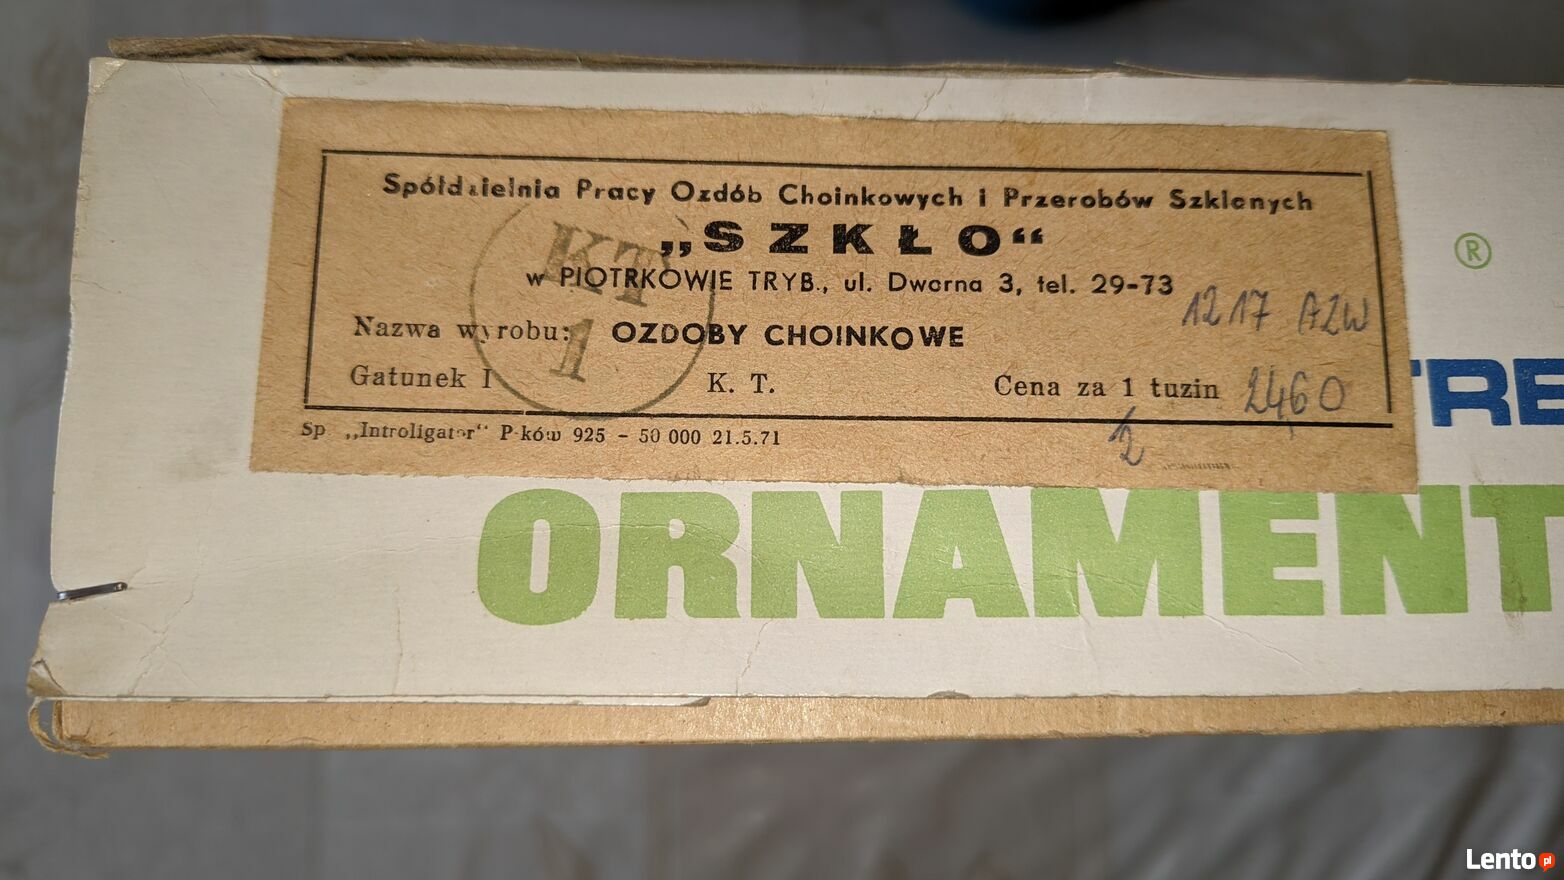 Spółdzielnia Pracy Ozdób Choinkowych i Przerobów Szklanych
„SZKŁO“
w PIOTRKOWIE TRYB., ul. Dworna 3, tel. 29-73
1217 AZW
Nazwa wyrobu: OZDOBY CHOINKOWE
Gatunek I K. T. Cena za 1 tuzin 2460
2
Sp „Introligator“ P-ków 925 - 50 000 21.5.71
KT
1
®
TRE
ORNAMENT
Lento pl